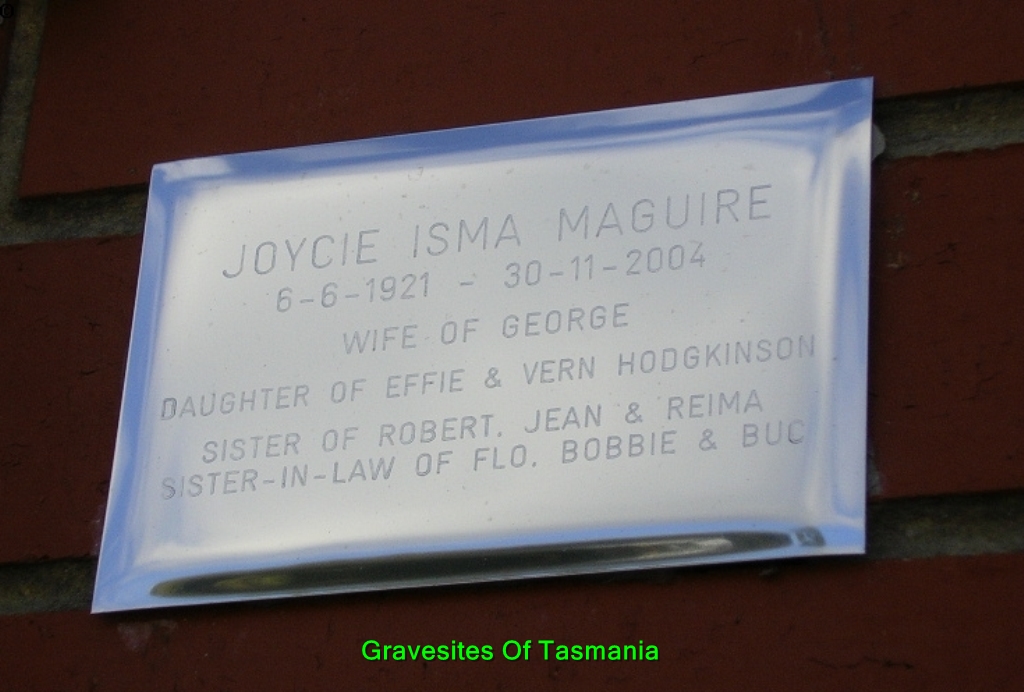 JOYCIE ISMA MAGUIRE
6-6-1921 - 30-11-2004
WIFE OF GEORGE
DAUGHTER OF EFFIE & VERN HODGKINSON
SISTER OF ROBERT, JEAN & REIMA
SISTER-IN-LAW OF FLO, BOBBIE & BUC
Gravesites Of Tasmania